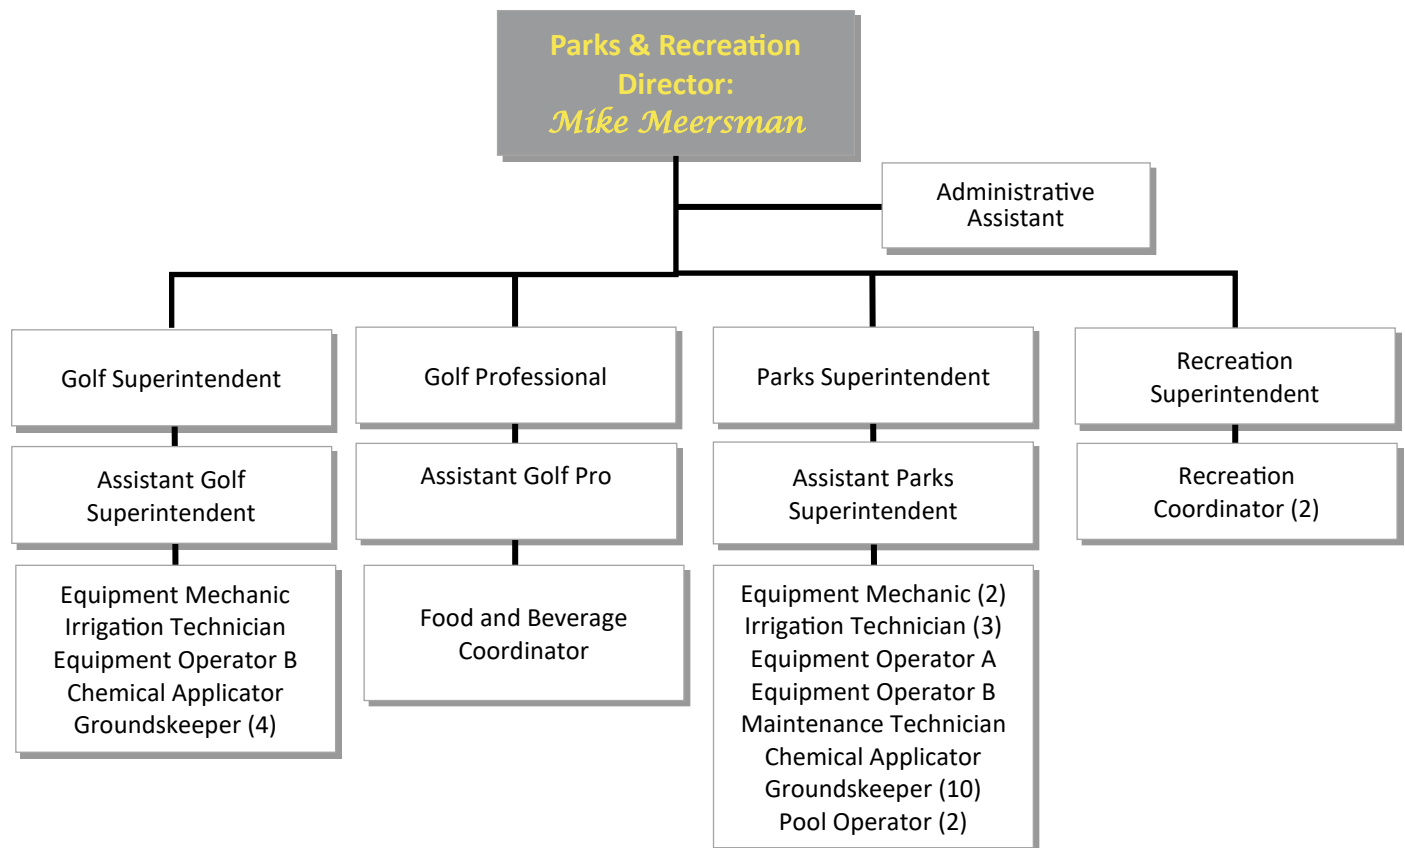 Parks & Recreation
Director:
Mike Meersman
Administrative
Assistant
Golf Superintendent
Golf Professional
Parks Superintendent
Recreation
Superintendent
Assistant Golf
Superintendent
Assistant Golf Pro
Assistant Parks
Superintendent
Recreation
Coordinator (2)
Equipment Mechanic
Irrigation Technician
Equipment Operator B
Chemical Applicator
Groundskeeper (4)
Food and Beverage
Coordinator
Equipment Mechanic (2)
Irrigation Technician (3)
Equipment Operator A
Equipment Operator B
Maintenance Technician
Chemical Applicator
Groundskeeper (10)
Pool Operator (2)